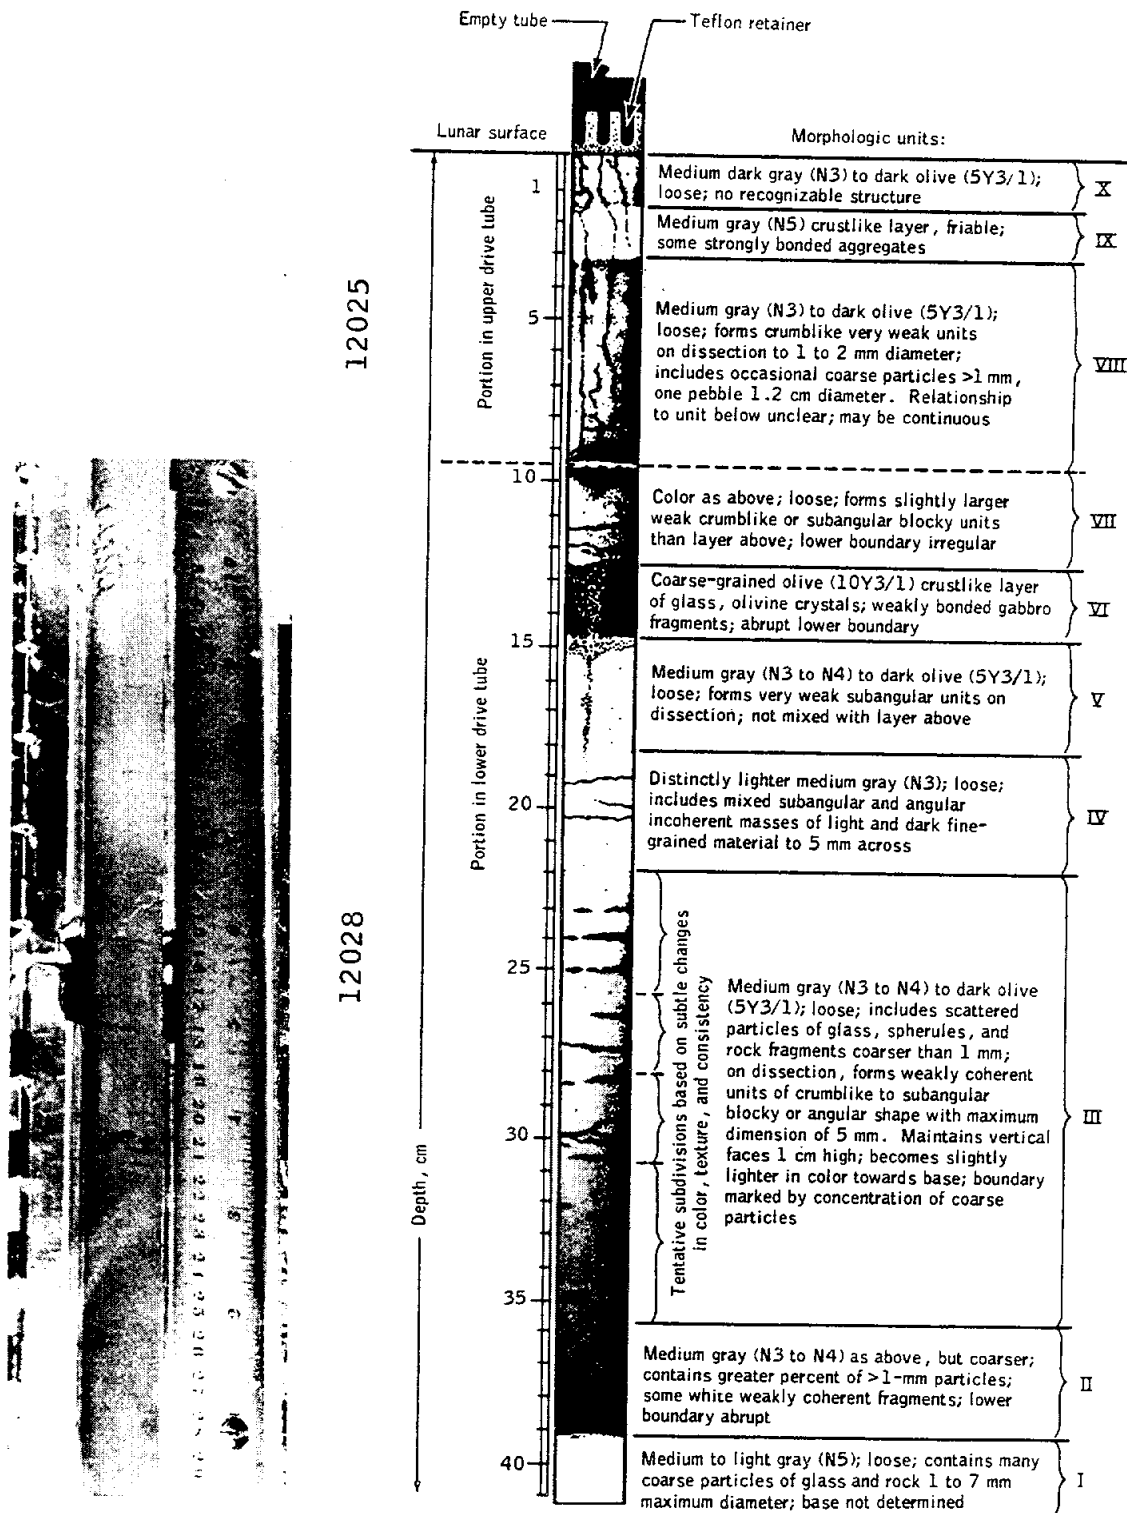 Empty tube
Teflon retainer
Lunar surface
Morphologic units:
12025
12028
Portion in upper drive tube
Portion in lower drive tube
Depth, cm
1
5
10
15
20
25
30
35
40
Medium dark gray (N3) to dark olive (5Y3/1);
loose; no recognizable structure
X
Medium gray (N5) crustlike layer, friable;
some strongly bonded aggregates
IX
Medium gray (N3) to dark olive (5Y3/1);
loose; forms crumblike very weak units
on dissection to 1 to 2 mm diameter;
includes occasional coarse particles >1 mm,
one pebble 1.2 cm diameter. Relationship
to unit below unclear; may be continuous
VIII
Color as above; loose; forms slightly larger
weak crumblike or subangular blocky units
than layer above; lower boundary irregular
VII
Coarse-grained olive (10Y3/1) crustlike layer
of glass, olivine crystals; weakly bonded gabbro
fragments; abrupt lower boundary
VI
Medium gray (N3 to N4) to dark olive (5Y3/1);
loose; forms very weak subangular units on
dissection; not mixed with layer above
V
Distinctly lighter medium gray (N3); loose;
includes mixed subangular and angular
incoherent masses of light and dark fine-
grained material to 5 mm across
IV
Tentative subdivisions based on subtle changes
in color, texture, and consistency
Medium gray (N3 to N4) to dark olive
(5Y3/1); loose; includes scattered
particles of glass, spherules, and
rock fragments coarser than 1 mm;
on dissection, forms weakly coherent
units of crumblike to subangular
blocky or angular shape with maximum
dimension of 5 mm. Maintains vertical
faces 1 cm high; becomes slightly
lighter in color towards base; boundary
marked by concentration of coarse
particles
III
Medium gray (N3 to N4) as above, but coarser;
contains greater percent of >1-mm particles;
some white weakly coherent fragments; lower
boundary abrupt
II
Medium to light gray (N5); loose; contains many
coarse particles of glass and rock 1 to 7 mm
maximum diameter; base not determined
I